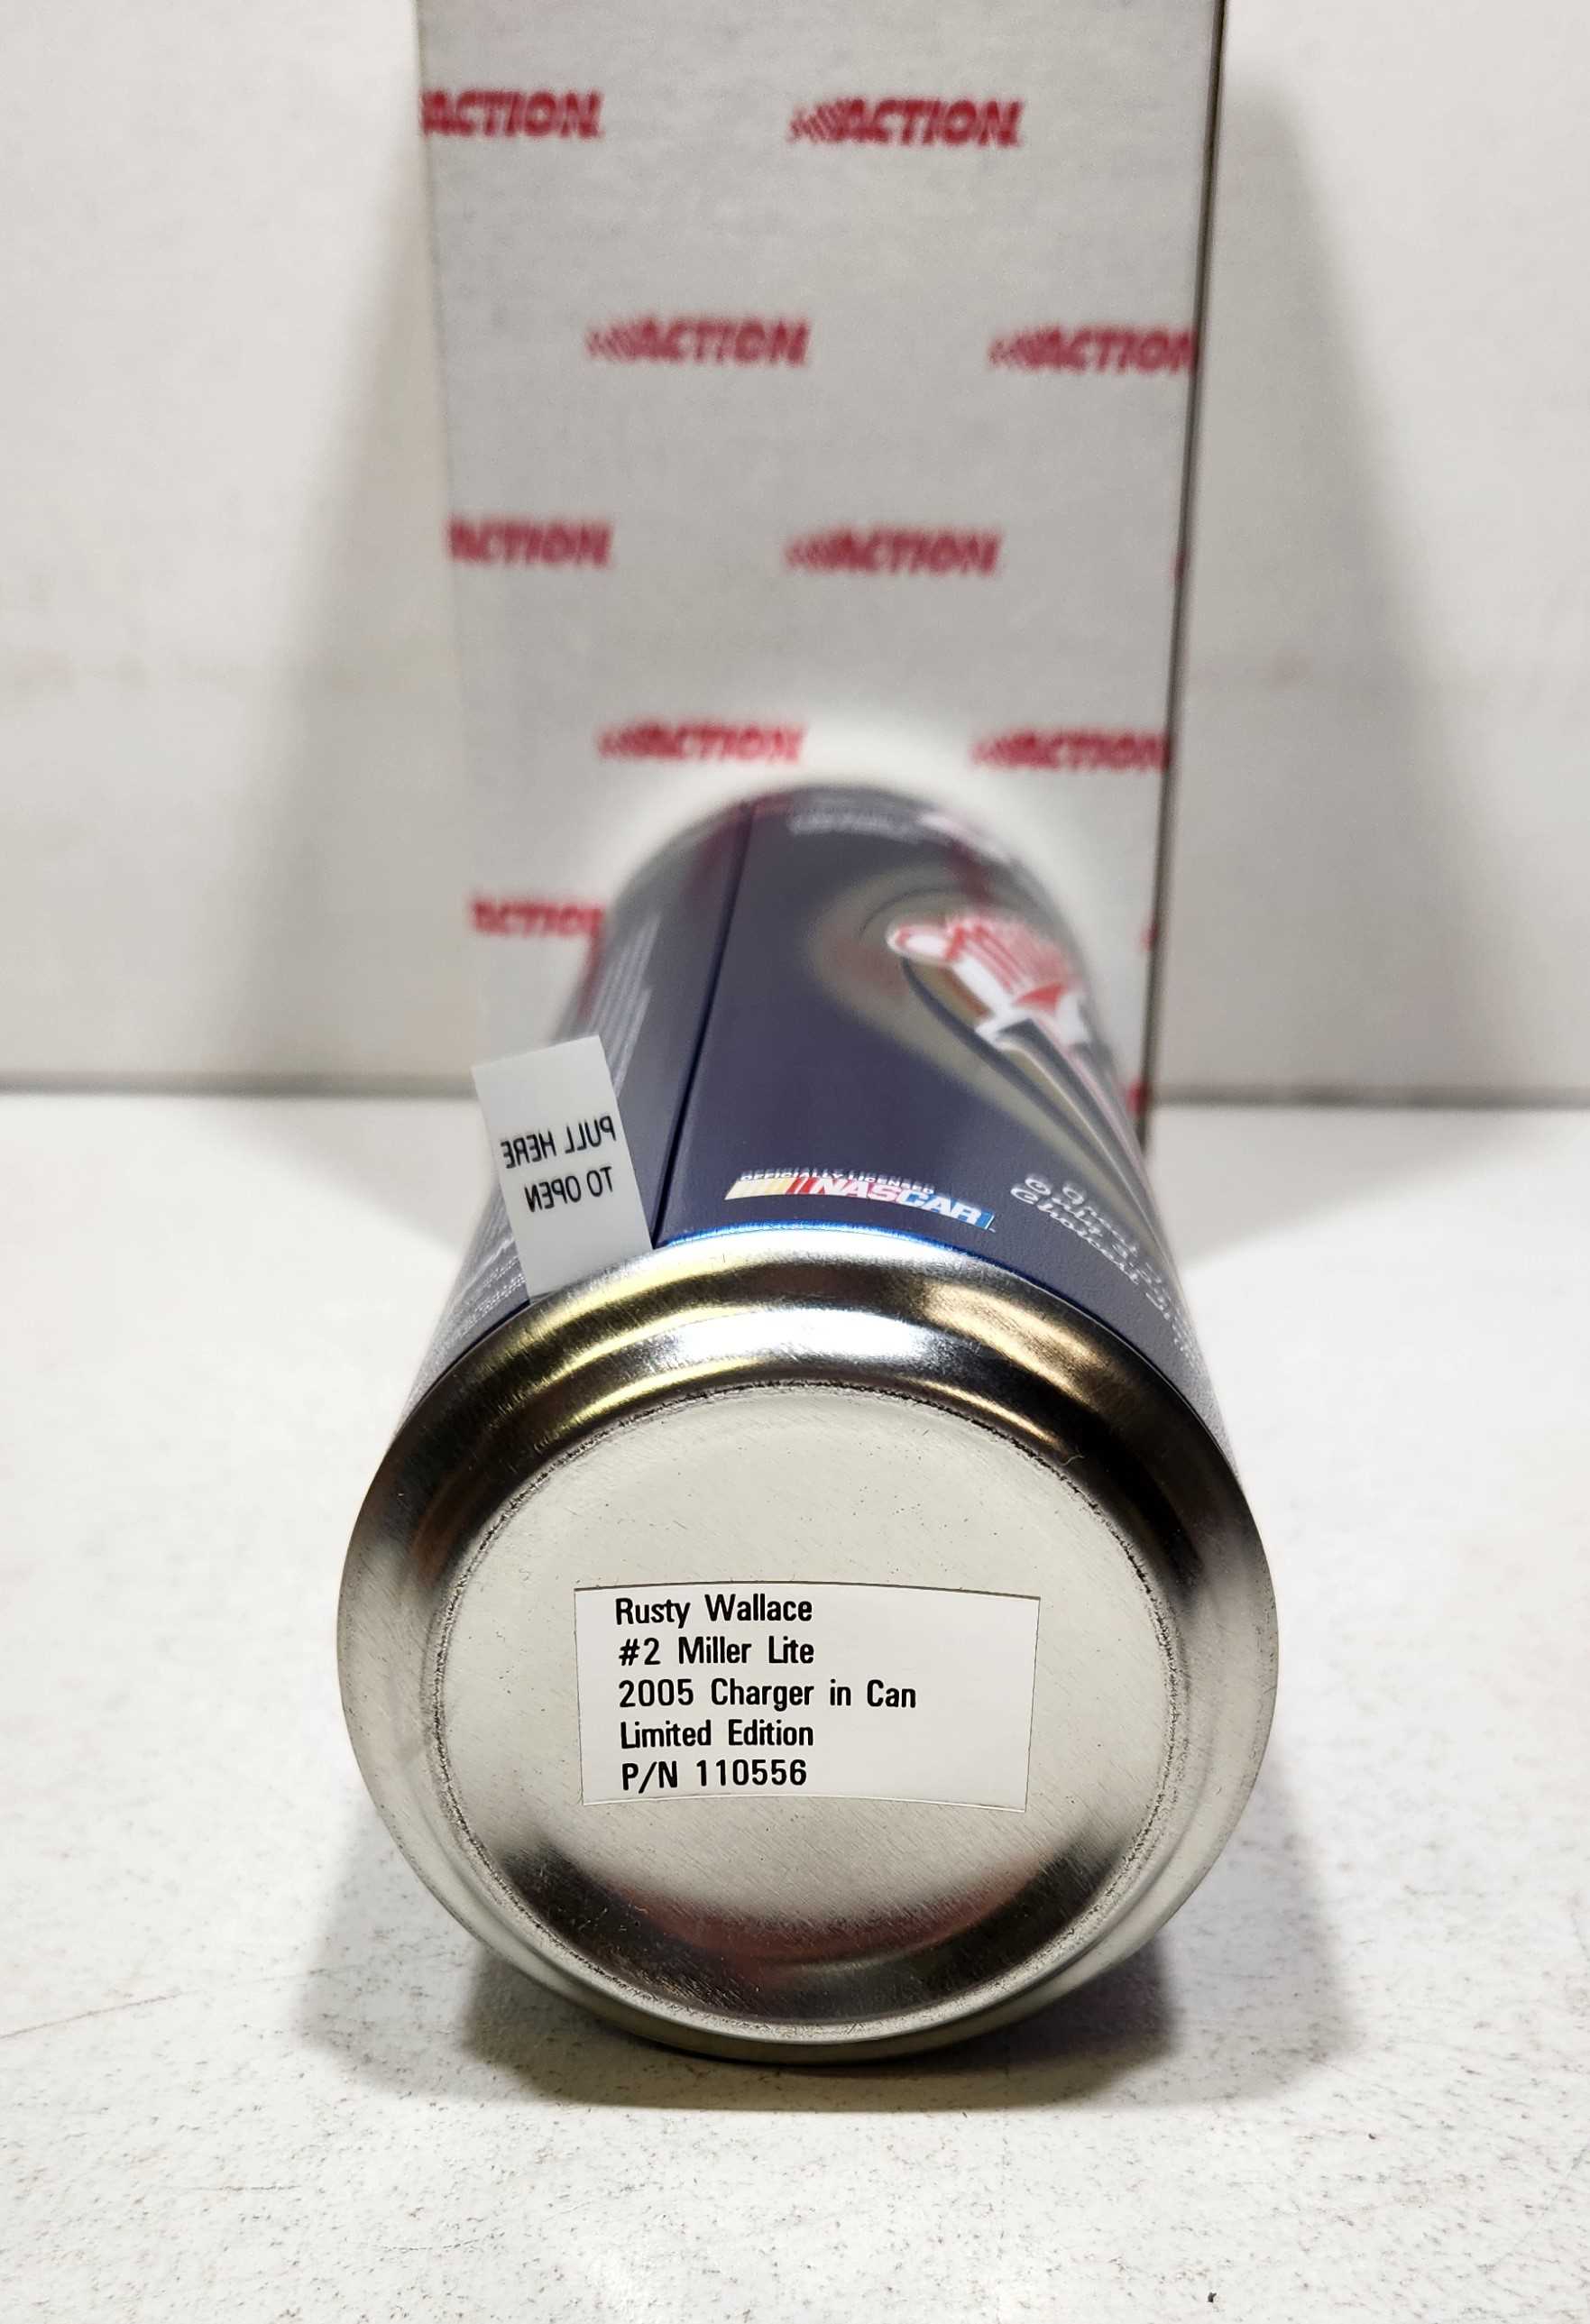 ACTION
ACTION
ACTION
ACTION
ACTION
ACTION
ACTION
ACTION
ACTION
Miller
PULL HERE
TO OPEN
OFFICIALLY LICENSED
NASCAR
Rusty Wallace
#2 Miller Lite
2005 Charger in Can
Limited Edition
P/N 110556